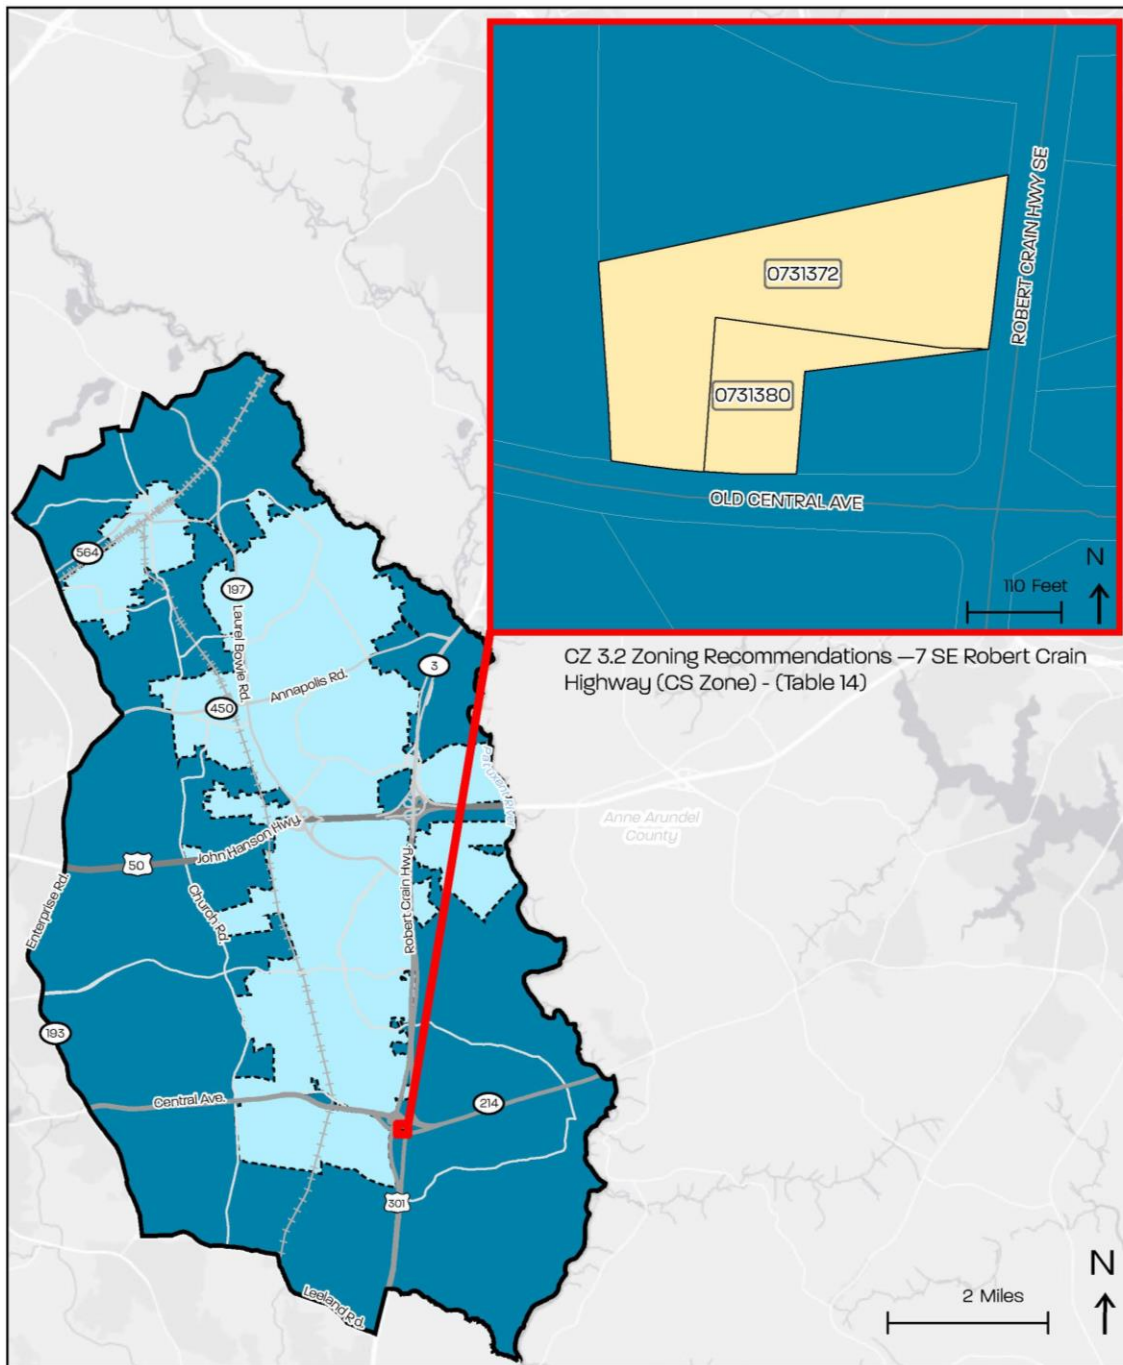 0731372
ROBERT CRAIN HWY SE
0731380
OLD CENTRAL AVE
N
110 Feet
CZ 3.2 Zoning Recommendations —7 SE Robert Crain
Highway (CS Zone) - (Table 14)
564
197
Laurel Bowie Rd.
3
Annapolis Rd.
450
Patuxent River
Anne Arundel
County
John Hanson Hwy.
50
Enterprise Rd.
Church Rd.
Robert Crain Hwy.
193
Central Ave.
214
301
Leeland Rd.
2 Miles
N